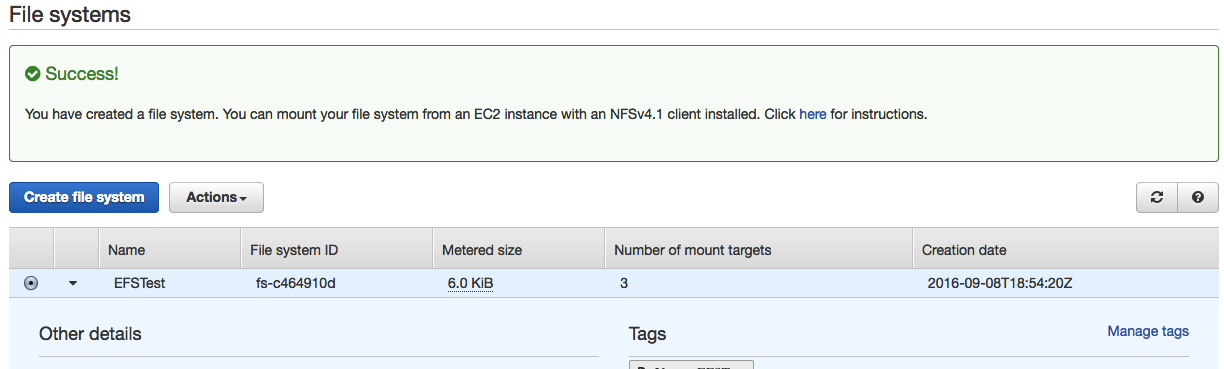 File systems
Success!
You have created a file system. You can mount your file system from an EC2 instance with an NFSv4.1 client installed. Click here for instructions.
Create file system Actions
Name File system ID Metered size Number of mount targets Creation date
EFSTest fs-c464910d 6.0 KiB 3 2016-09-08T18:54:20Z
Other details Tags Manage tags